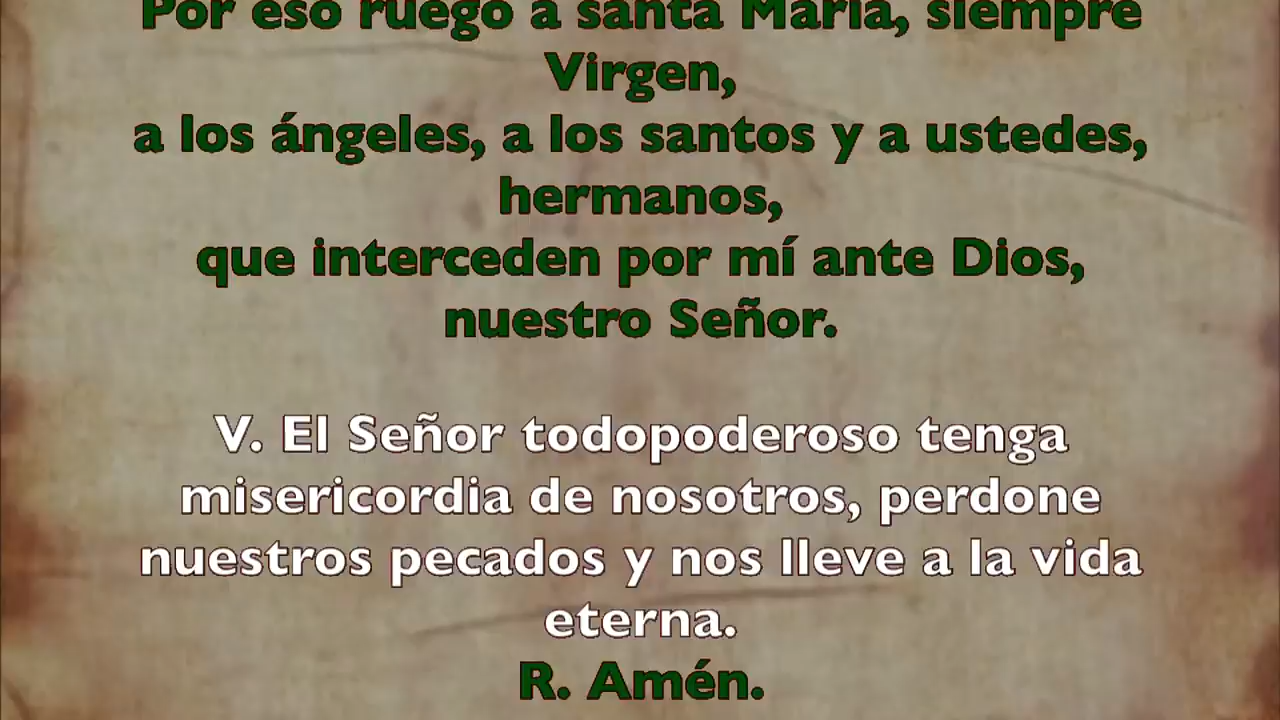 Por eso ruego a santa María, siempre
Virgen,
a los ángeles, a los santos y a ustedes,
hermanos,
que interceden por mí ante Dios,
nuestro Señor.
V. El Señor todopoderoso tenga
misericordia de nosotros, perdone
nuestros pecados y nos lleve a la vida
eterna.
R. Amén.